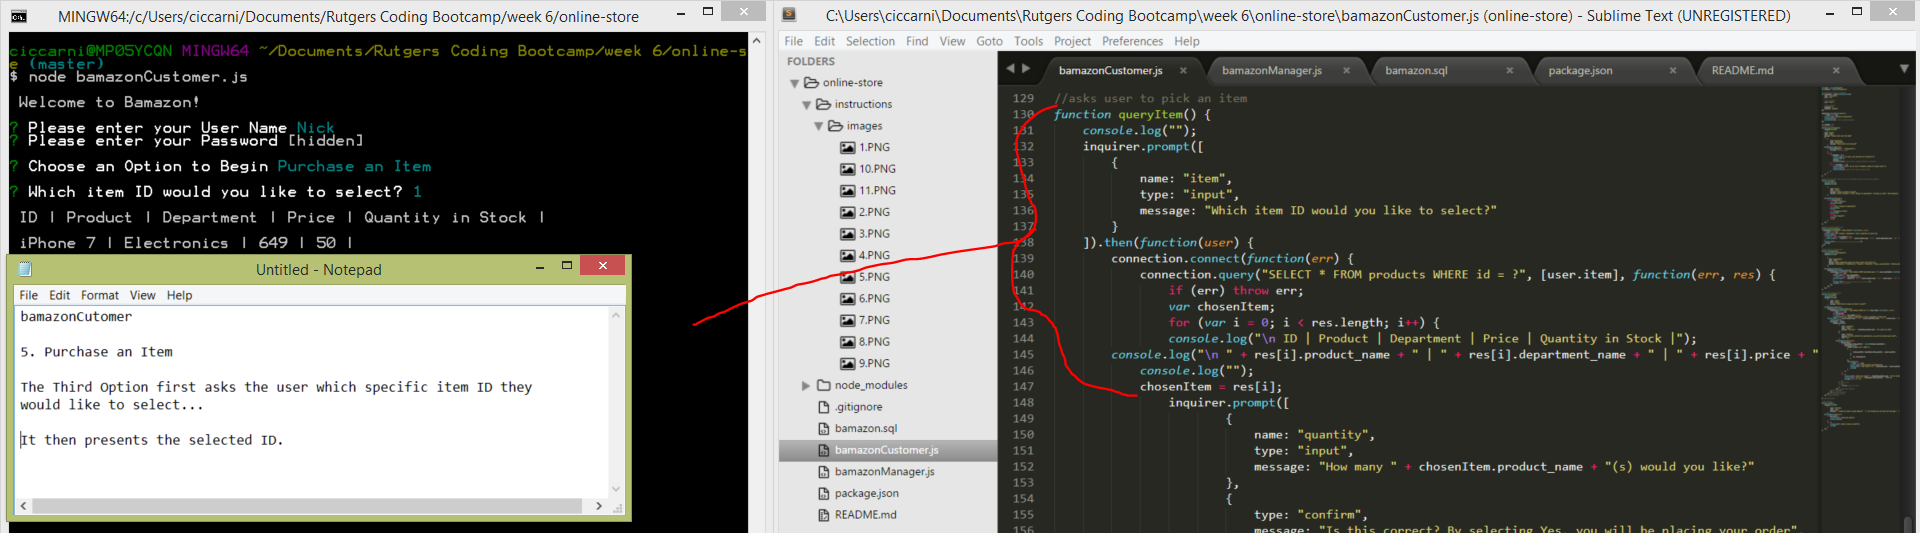 MINGW64:/c/Users/ciccarni/Documents/Rutgers Coding Bootcamp/week 6/online-store
ciccarni@MP05YCQN MINGW64 ~/Documents/Rutgers Coding Bootcamp/week 6/online-s
e (master)
$ node bamazonCustomer.js
Welcome to Bamazon!
? Please enter your User Name Nick
? Please enter your Password [hidden]
? Choose an Option to Begin Purchase an Item
? Which item ID would you like to select? 1
ID | Product | Department | Price | Quantity in Stock |
iPhone 7 | Electronics | 649 | 50 |
Untitled - Notepad
File Edit Format View Help
bamazonCutomer
5. Purchase an Item
The Third Option first asks the user which specific item ID they
would like to select...
It then presents the selected ID.
C:\Users\ciccarni\Documents\Rutgers Coding Bootcamp\week 6\online-store\bamazonCustomer.js (online-store) - Sublime Text (UNREGISTERED)
File Edit Selection Find View Goto Tools Project Preferences Help
FOLDERS
online-store
instructions
images
1.PNG
10.PNG
11.PNG
2.PNG
3.PNG
4.PNG
5.PNG
6.PNG
7.PNG
8.PNG
9.PNG
node_modules
.gitignore
bamazon.sql
bamazonCustomer.js
bamazonManager.js
package.json
README.md
bamazonCustomer.js bamazonManager.js bamazon.sql package.json README.md
129 //asks user to pick an item
130 function queryItem() {
131 console.log("");
132 inquirer.prompt([
133 {
134 name: "item",
135 type: "input",
136 message: "Which item ID would you like to select?"
137 }
138 ]).then(function(user) {
139 connection.connect(function(err) {
140 connection.query("SELECT * FROM products WHERE id = ?", [user.item], function(err, res) {
141 if (err) throw err;
142 var chosenItem;
143 for (var i = 0; i < res.length; i++) {
144 console.log("\n ID | Product | Department | Price | Quantity in Stock |");
145 console.log("\n " + res[i].product_name + " | " + res[i].department_name + " | " + res[i].price + "
146 console.log("");
147 chosenItem = res[i];
148 inquirer.prompt([
149 {
150 name: "quantity",
151 type: "input",
152 message: "How many " + chosenItem.product_name + "(s) would you like?"
153 },
154 {
155 type: "confirm",
156 message: "Is this correct? By selecting Yes, you will be placing your order"